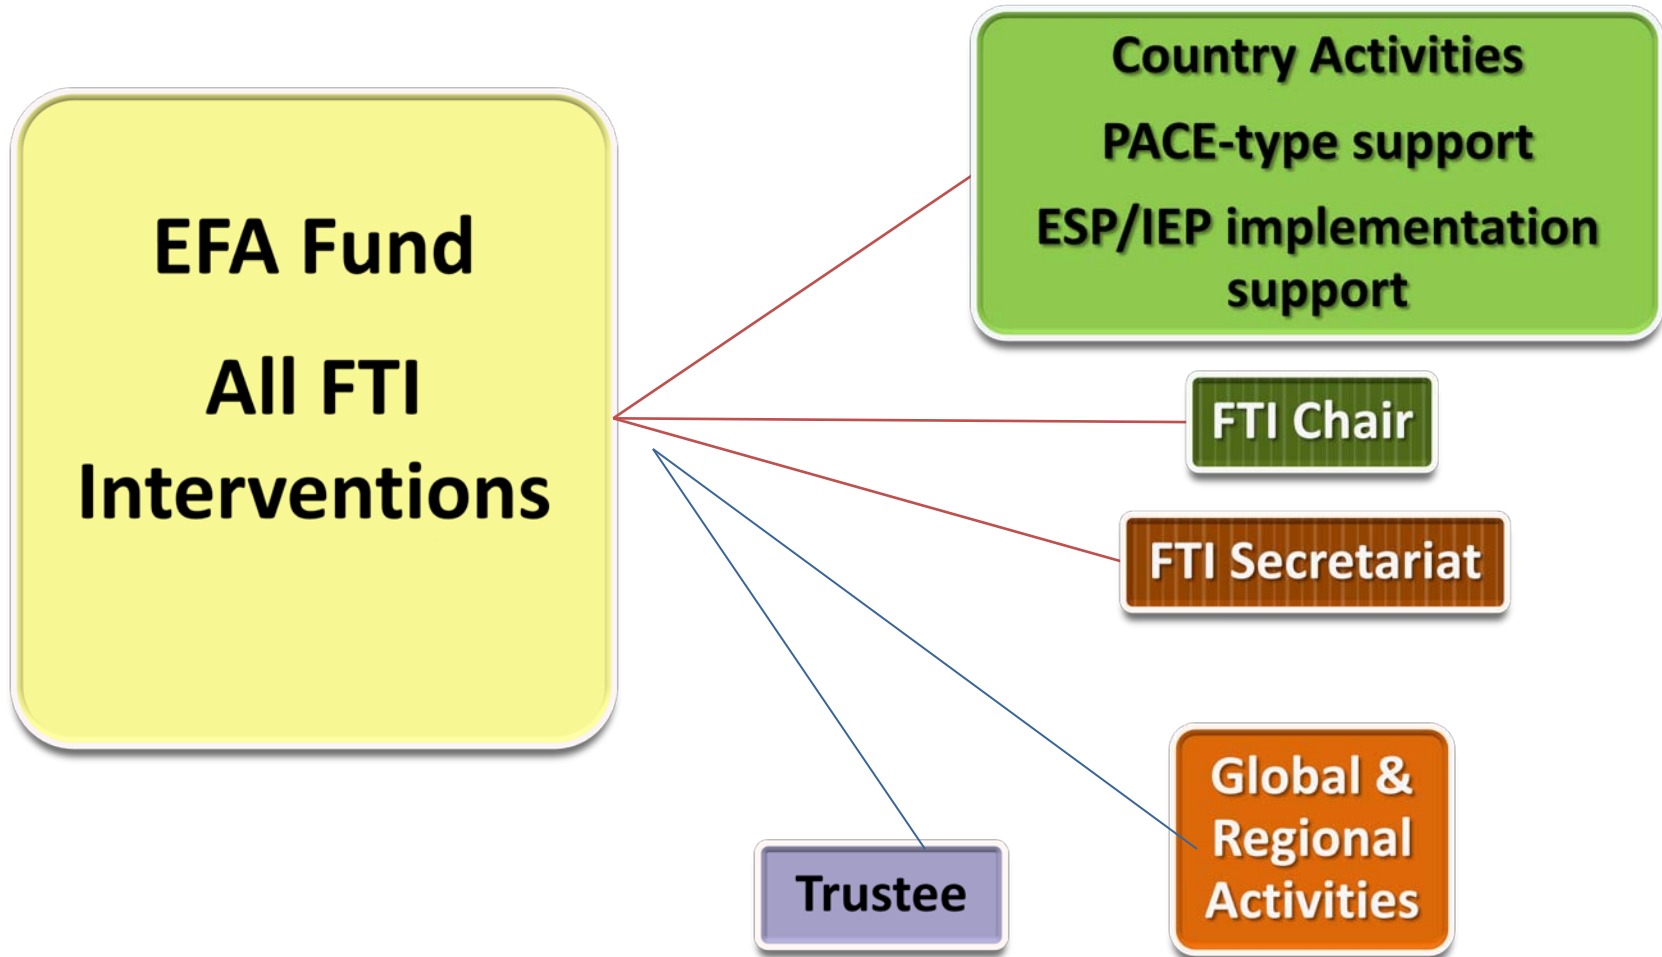 EFA Fund
All FTI
Interventions
Country Activities
PACE-type support
ESP/IEP implementation
support
FTI Chair
FTI Secretariat
Global &
Regional
Activities
Trustee